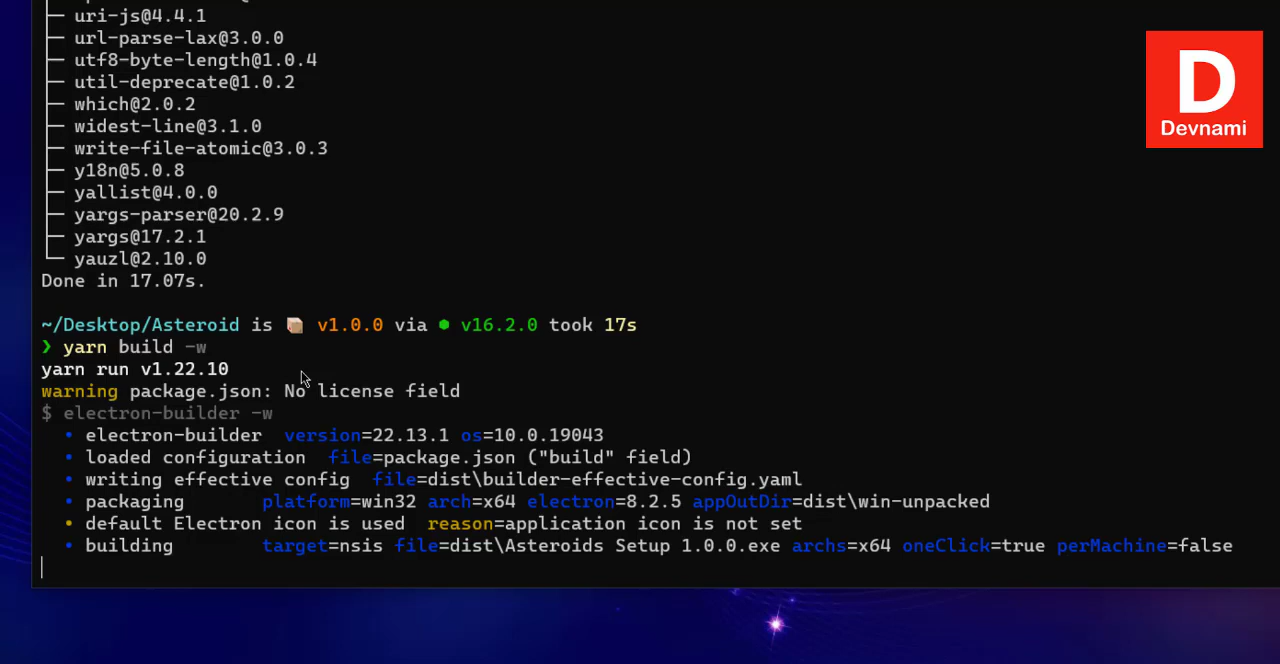 ├─ uri-js@4.4.1
├─ url-parse-lax@3.0.0
├─ utf8-byte-length@1.0.4
├─ util-deprecate@1.0.2
├─ which@2.0.2
├─ widest-line@3.1.0
├─ write-file-atomic@3.0.3
├─ y18n@5.0.8
├─ yallist@4.0.0
├─ yargs-parser@20.2.9
├─ yargs@17.2.1
└─ yauzl@2.10.0
Done in 17.07s.
~/Desktop/Asteroid is 📦 v1.0.0 via ⬢ v16.2.0 took 17s
❯ yarn build -w
yarn run v1.22.10
warning package.json: No license field
$ electron-builder -w
• electron-builder version=22.13.1 os=10.0.19043
• loaded configuration file=package.json ("build" field)
• writing effective config file=dist\builder-effective-config.yaml
• packaging platform=win32 arch=x64 electron=8.2.5 appOutDir=dist\win-unpacked
• default Electron icon is used reason=application icon is not set
• building target=nsis file=dist\Asteroids Setup 1.0.0.exe archs=x64 oneClick=true perMachine=false
D
Devnami